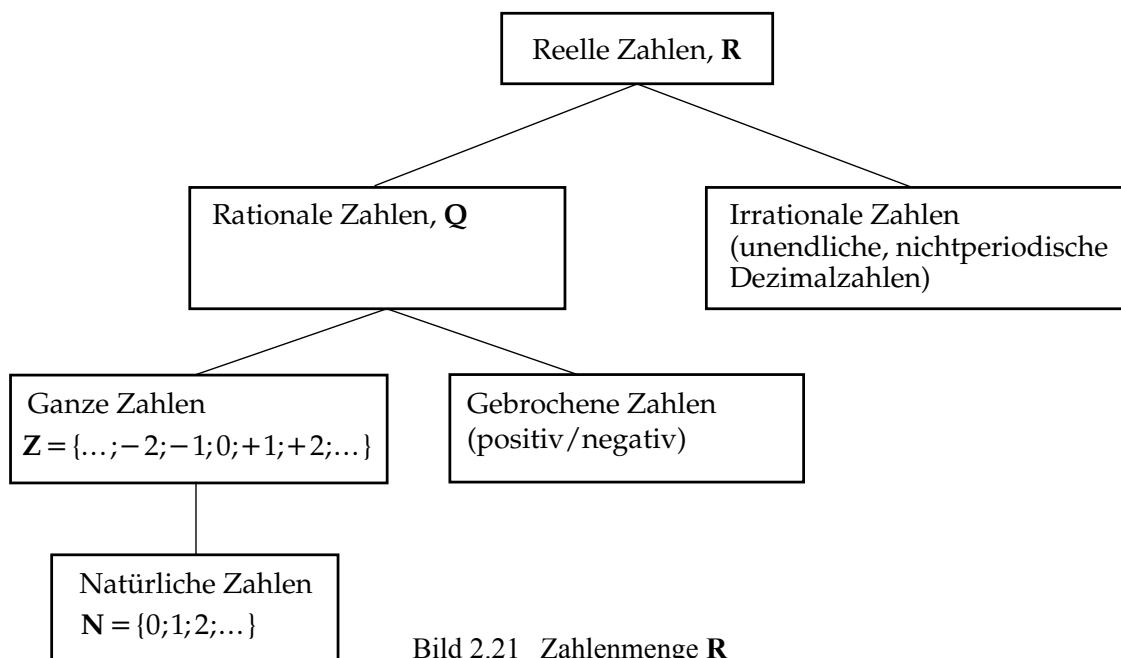 Reelle Zahlen, R
Rationale Zahlen, Q
Irrationale Zahlen
(unendliche, nichtperiodische
Dezimalzahlen)
Ganze Zahlen
Z = {…;−2;−1;0;+1;+2;…}
Gebrochene Zahlen
(positiv/negativ)
Natürliche Zahlen
N = {0;1;2;…}
Bild 2.21 Zahlenmenge R